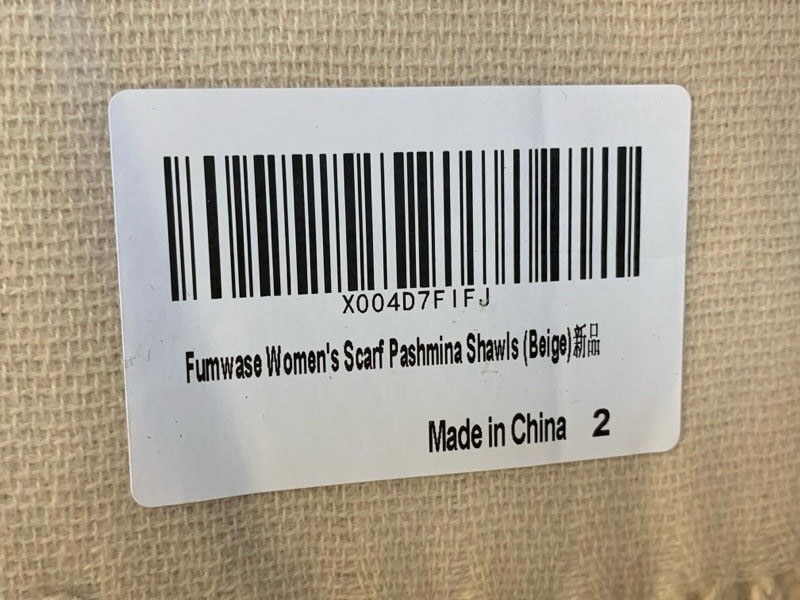 X004D7FIFJ
Fumwase Women's Scarf Pashmina Shawls (Beige)新品
Made in China 2